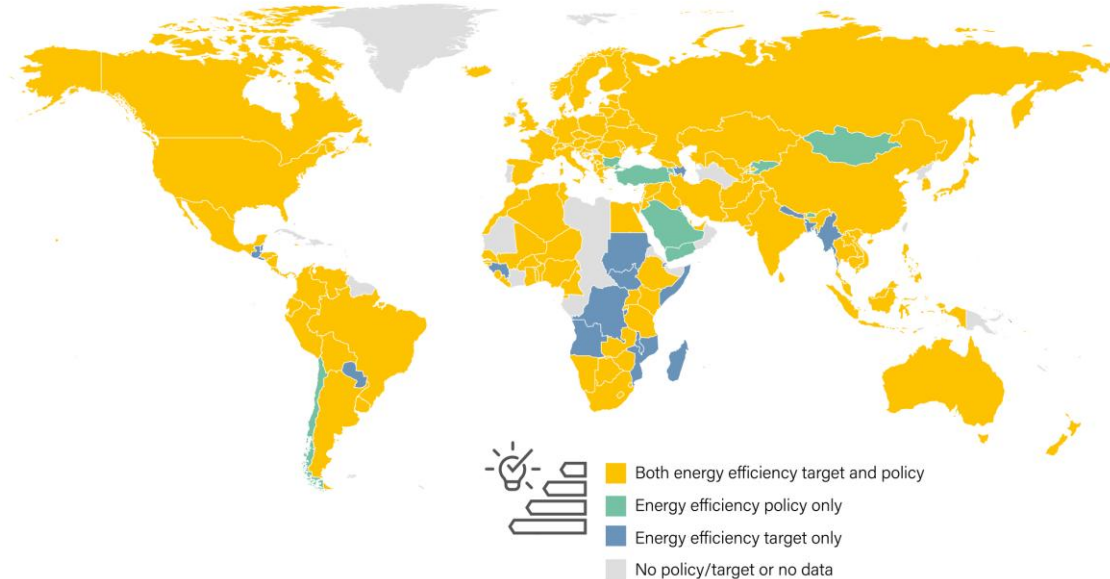 Both energy efficiency target and policy
Energy efficiency policy only
Energy efficiency target only
No policy/target or no data